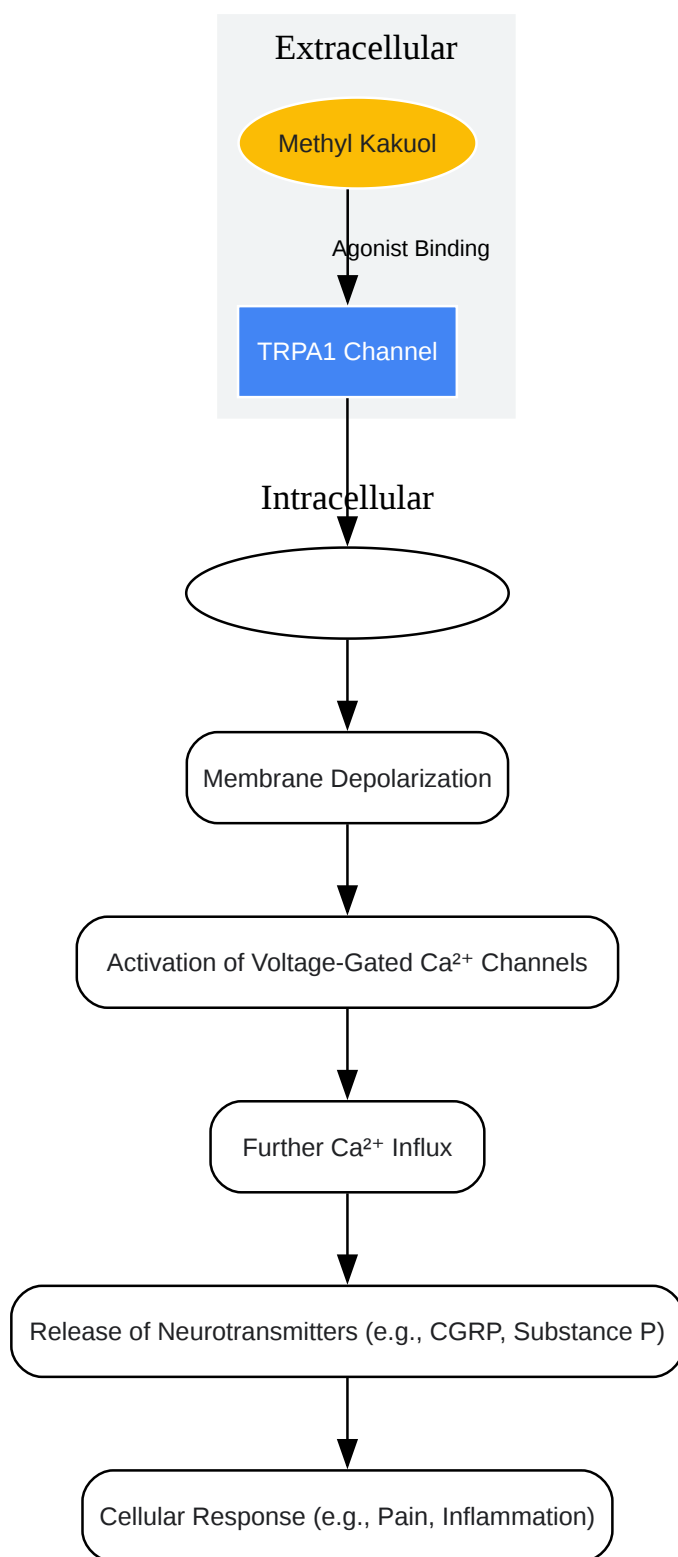 Extracellular
Methyl Kakuol
Agonist Binding
TRPA1 Channel
Intracellular
Membrane Depolarization
Activation of Voltage-Gated Ca²⁺ Channels
Further Ca²⁺ Influx
Release of Neurotransmitters (e.g., CGRP, Substance P)
Cellular Response (e.g., Pain, Inflammation)